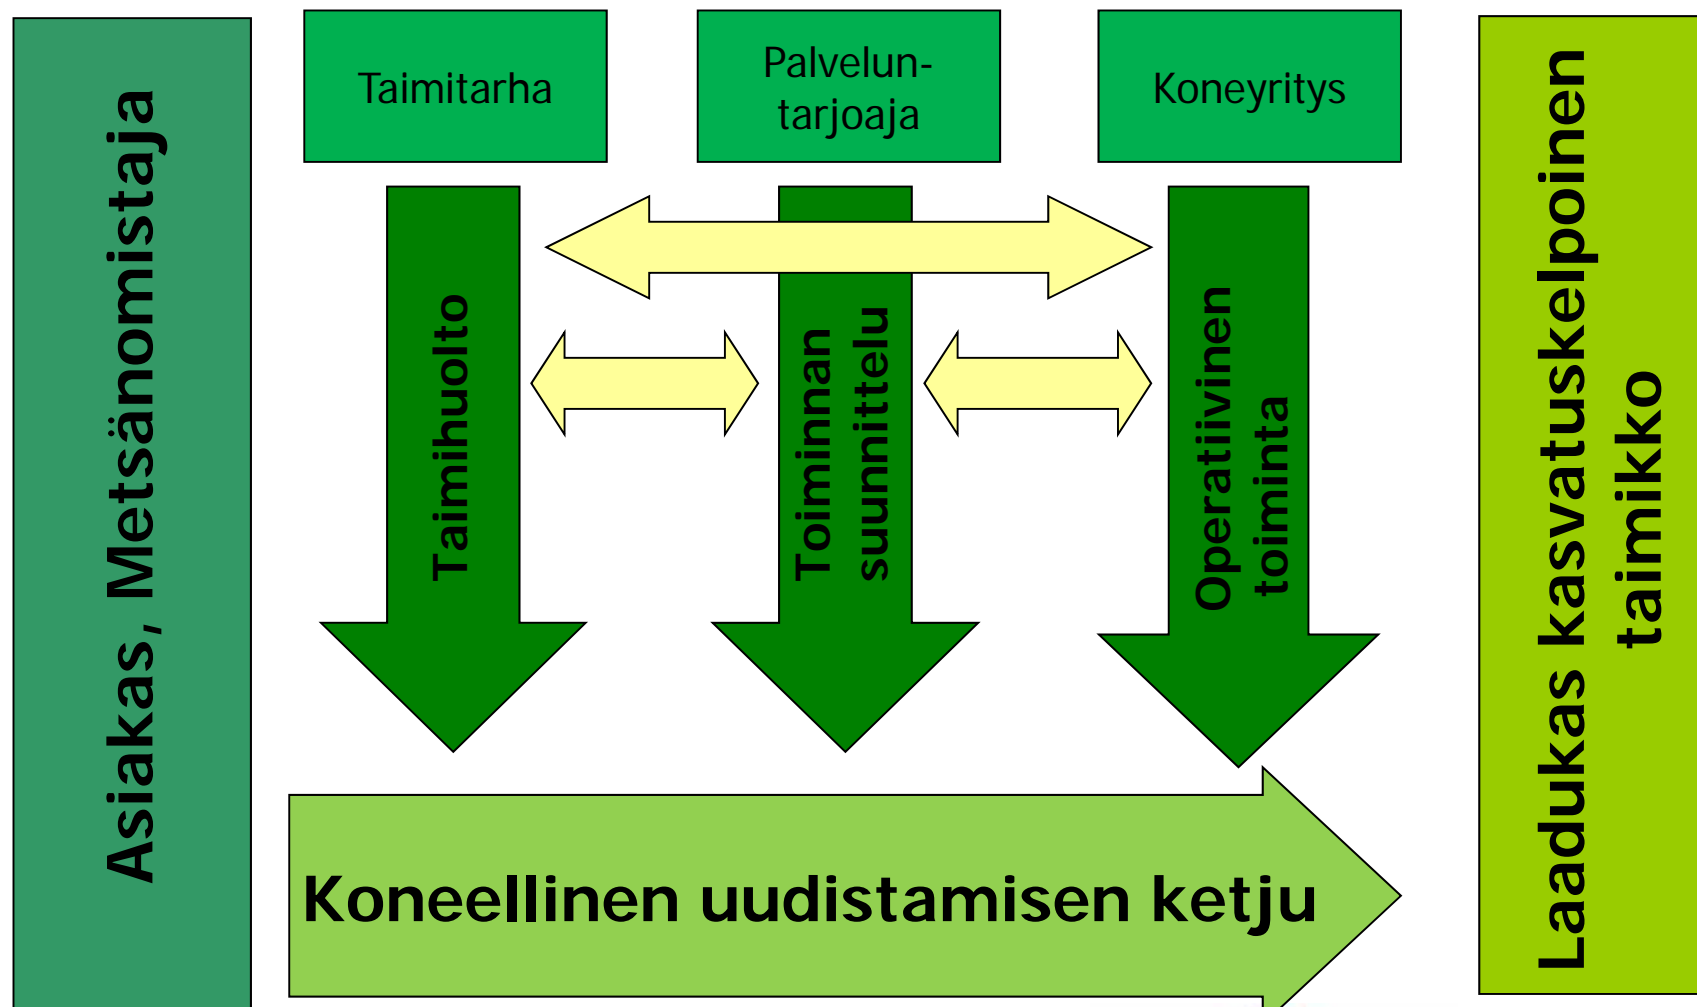 Asiakas, Metsänomistaja
Taimitarha
Palvelun-
tarjoaja
Koneyritys
Taimihuolto
Toiminnan
suunnittelu
Operatiivinen
toiminta
Koneellinen uudistamisen ketju
Laadukas kasvatuskelpoinen
taimikko